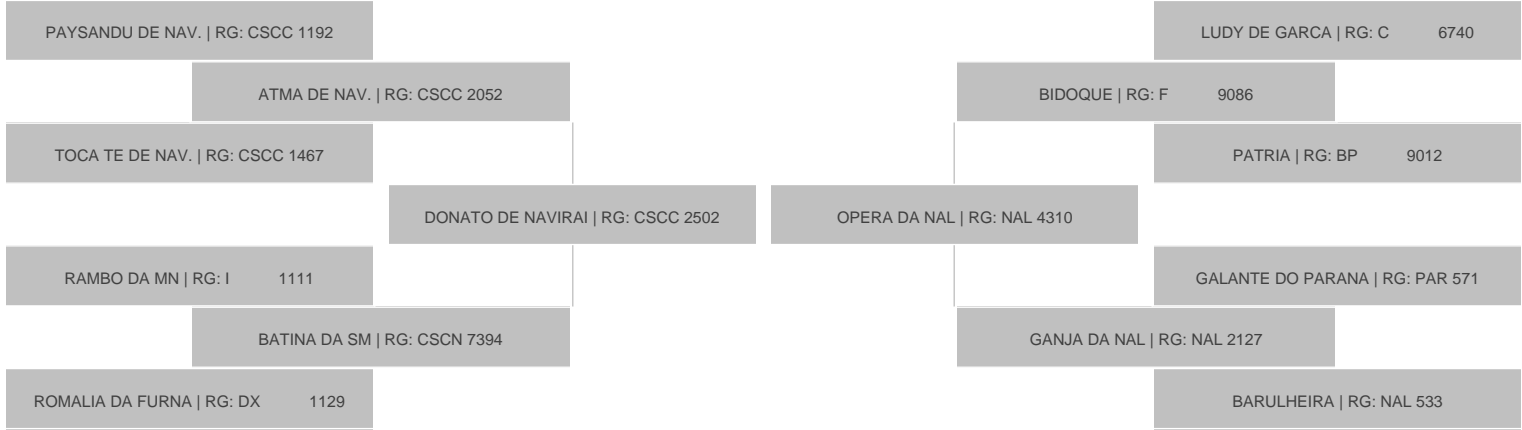 PAYSANDU DE NAV. | RG: CSCC 1192
LUDY DE GARCA | RG: C 6740
ATMA DE NAV. | RG: CSCC 2052
BIDOQUE | RG: F 9086
TOCA TE DE NAV. | RG: CSCC 1467
PATRIA | RG: BP 9012
DONATO DE NAVIRAI | RG: CSCC 2502
OPERA DA NAL | RG: NAL 4310
RAMBO DA MN | RG: I 1111
GALANTE DO PARANA | RG: PAR 571
BATINA DA SM | RG: CSCN 7394
GANJA DA NAL | RG: NAL 2127
ROMALIA DA FURNA | RG: DX 1129
BARULHEIRA | RG: NAL 533